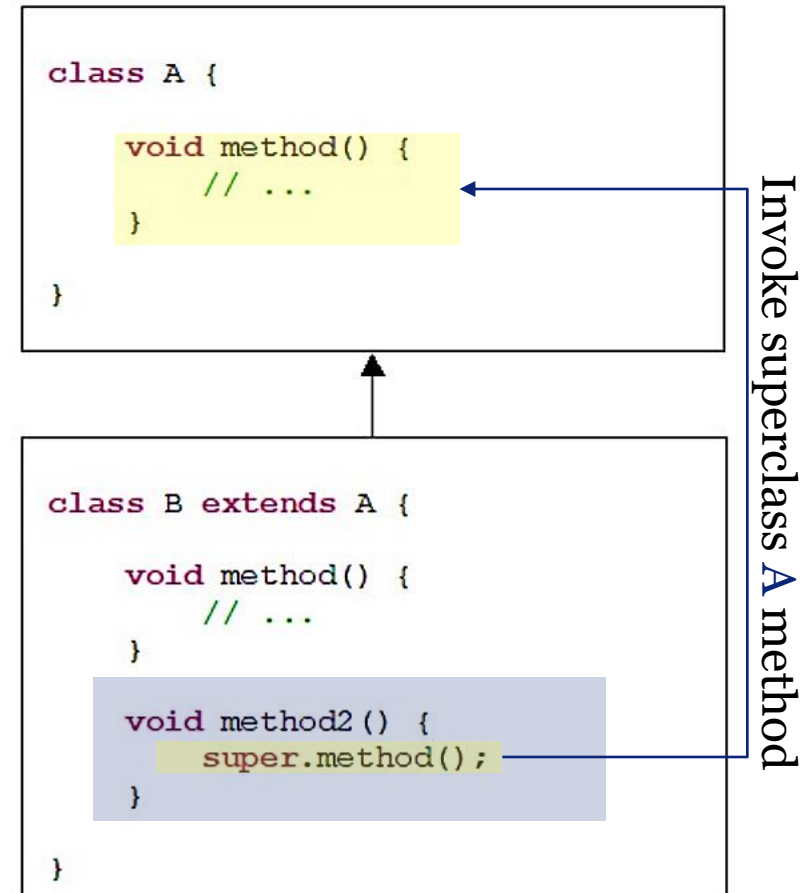 class A {
void method() {
// ...
}
}
class B extends A {
void method() {
// ...
}
void method2() {
super.method();
}
}
Invoke superclass A method